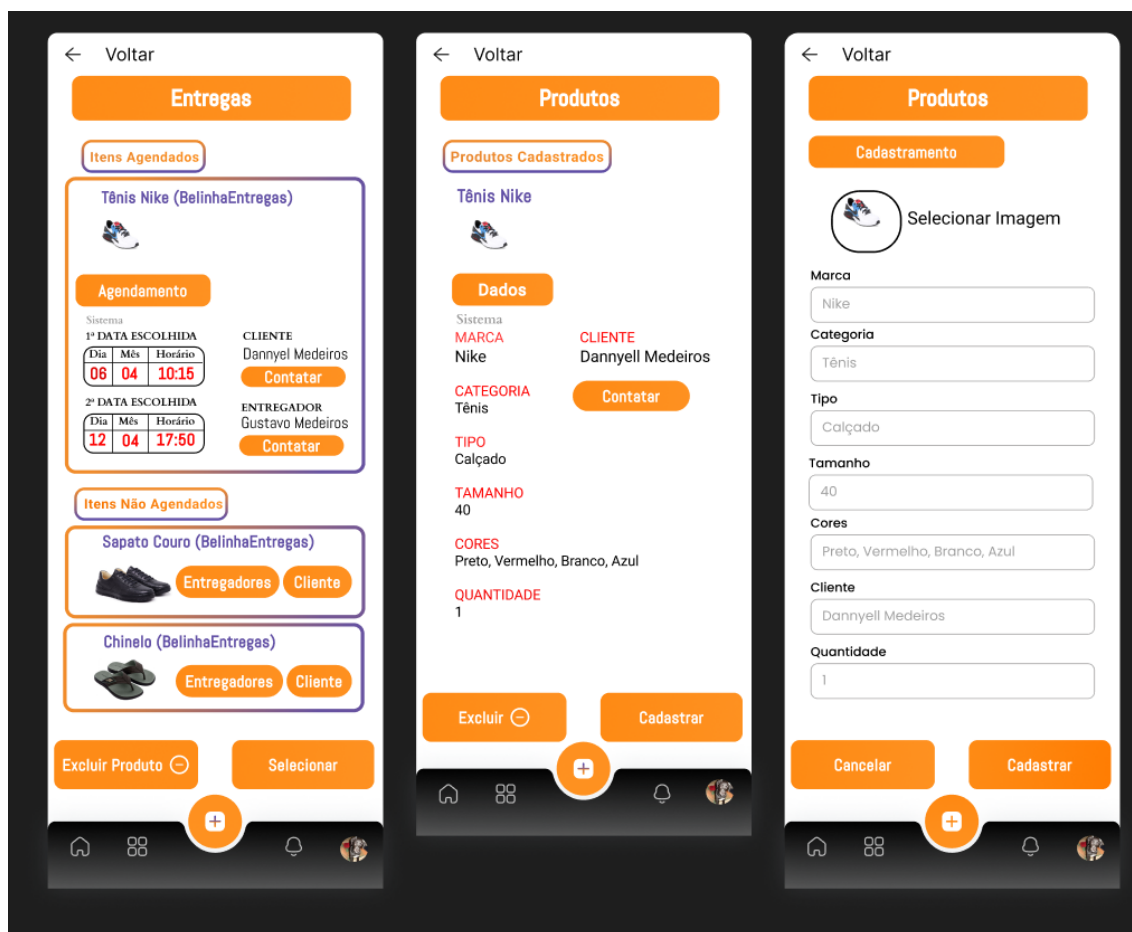 Voltar
Entregas
Itens Agendados
Tênis Nike (BelinhaEntregas)
Agendamento
Sistema
1ª DATA ESCOLHIDA
Dia Mês Horário
06 04 10:15
CLIENTE
Dannyel Medeiros
Contatar
2ª DATA ESCOLHIDA
Dia Mês Horário
12 04 17:50
ENTREGADOR
Gustavo Medeiros
Contatar
Itens Não Agendados
Sapato Couro (BelinhaEntregas)
Entregadores Cliente
Chinelo (BelinhaEntregas)
Entregadores Cliente
Excluir Produto Selecionar
Voltar
Produtos
Produtos Cadastrados
Tênis Nike
Dados
Sistema
MARCA
Nike
CLIENTE
Dannyell Medeiros
Contatar
CATEGORIA
Tênis
TIPO
Calçado
TAMANHO
40
CORES
Preto, Vermelho, Branco, Azul
QUANTIDADE
1
Excluir Cadastrar
Voltar
Produtos
Cadastramento
Selecionar Imagem
Marca
Nike
Categoria
Tênis
Tipo
Calçado
Tamanho
40
Cores
Preto, Vermelho, Branco, Azul
Cliente
Dannyell Medeiros
Quantidade
1
Cancelar Cadastrar